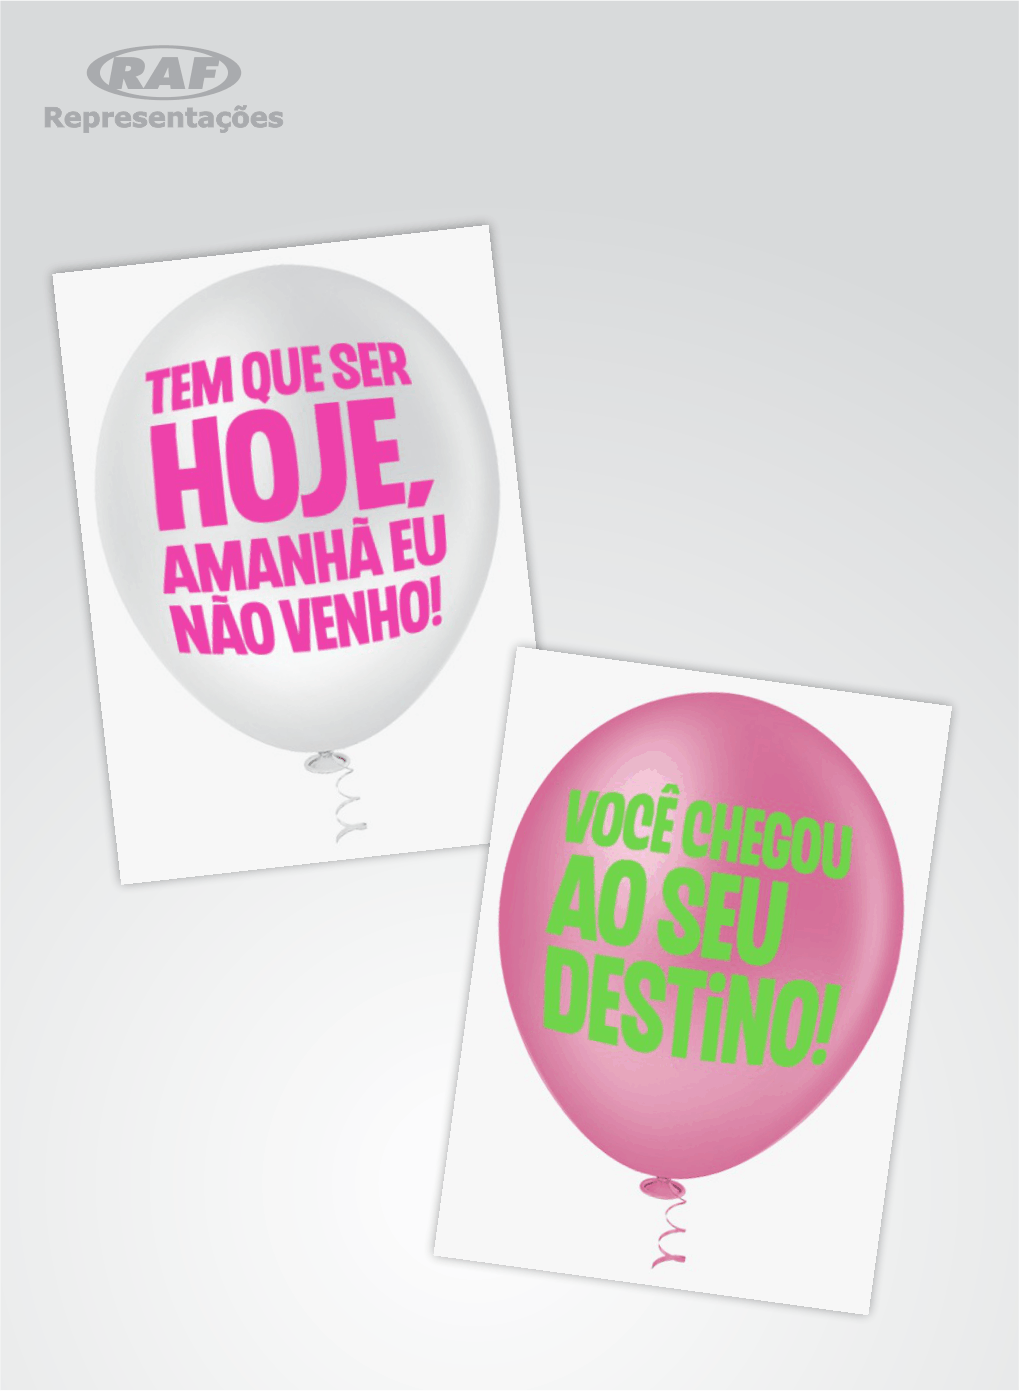 RAF
Representações
TEM QUE SER
HOJE,
AMANHÃ EU
NÃO VENHO!
VOCÊ CHEGOU
AO SEU
DESTiNO!